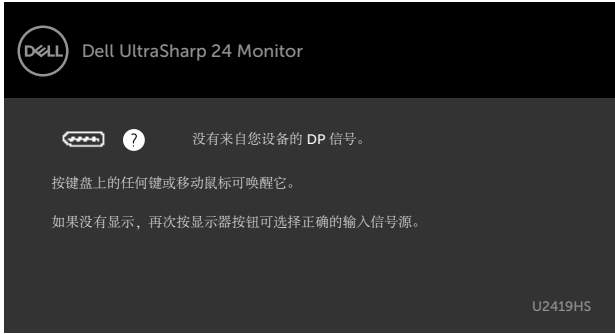 DELL
Dell UltraSharp 24 Monitor
? 没有来自您设备的 DP 信号。
按键盘上的任何键或移动鼠标可唤醒它。
如果没有显示，再次按显示器按钮可选择正确的输入信号源。
U2419HS